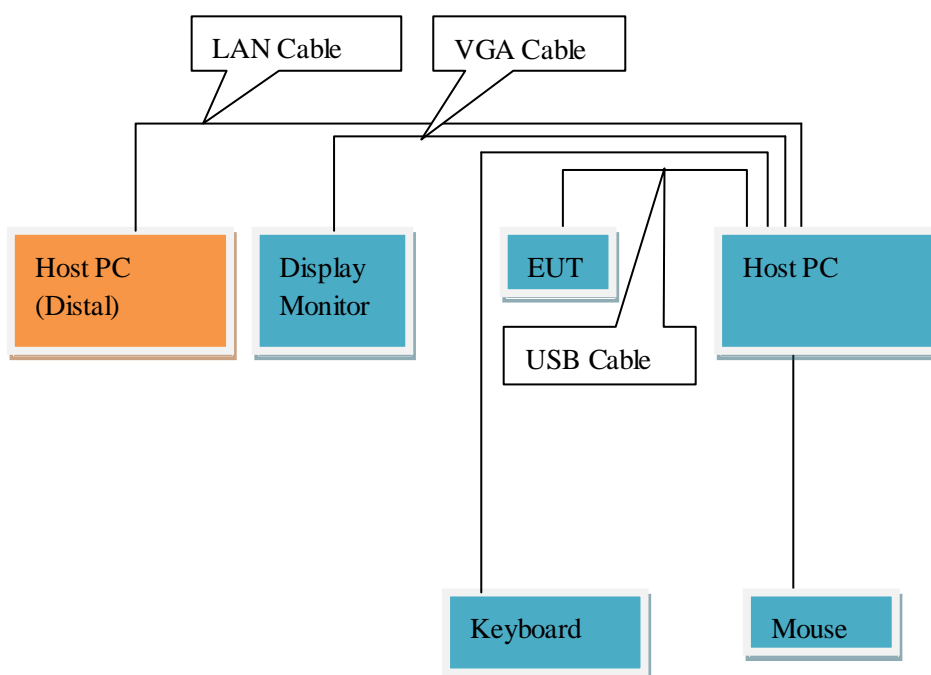 LAN Cable
VGA Cable
Host PC
(Distal)
Display
Monitor
EUT
Host PC
USB Cable
Keyboard
Mouse